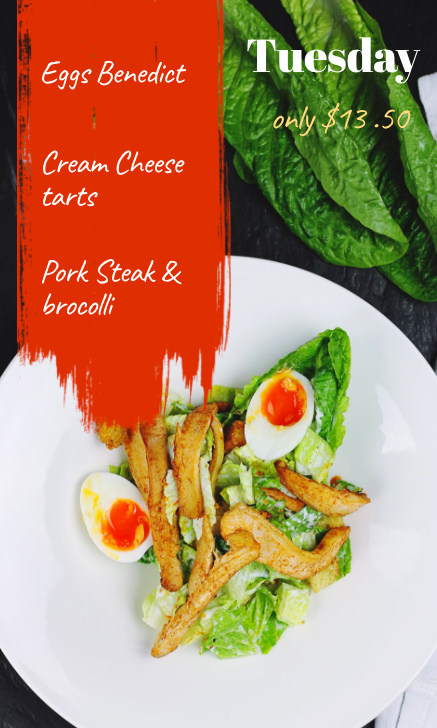 Tuesday
only $13.50
Eggs Benedict
Cream Cheese
tarts
Pork Steak &
brocolli